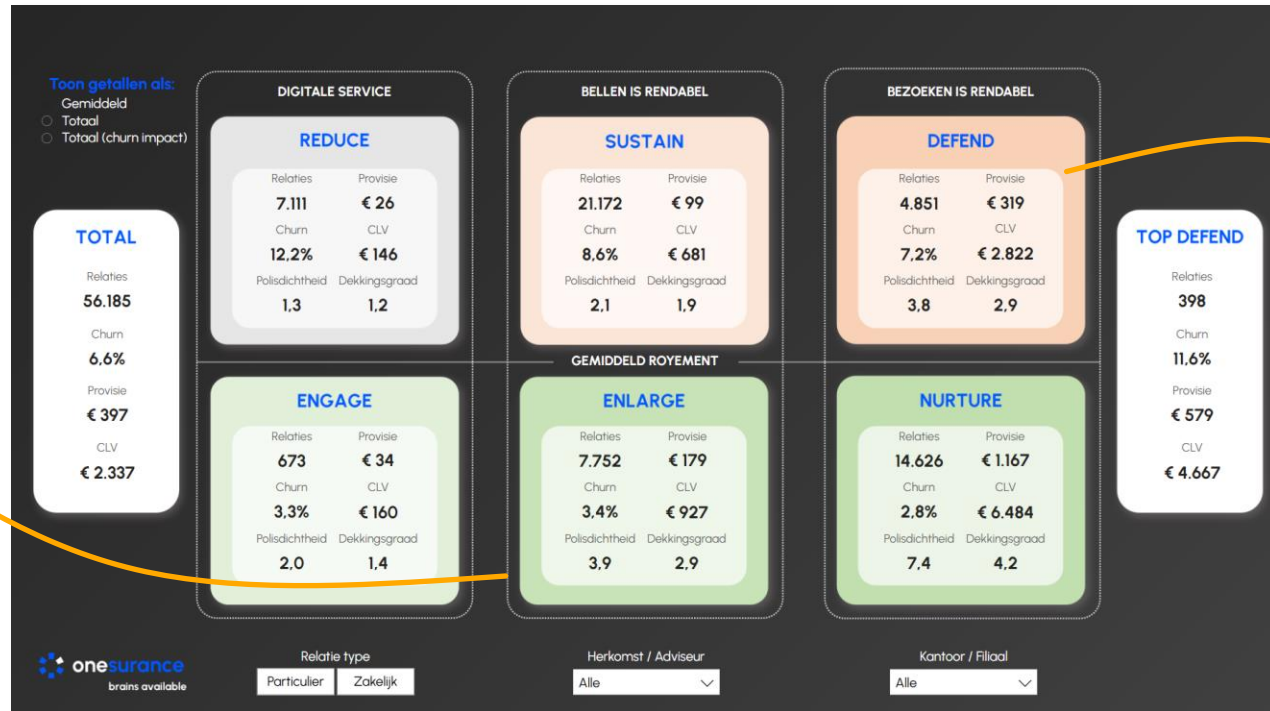 Toon getallen als:
Gemiddeld
Totaal
Totaal (churn impact)
TOTAL
Relaties
56.185
Churn
6,6%
Provisie
€ 397
CLV
€ 2.337
DIGITALE SERVICE
REDUCE
Relaties Provisie
7.111 € 26
Churn CLV
12,2% € 146
Polisdichtheid Dekkingsgraad
1,3 1,2
BELLEN IS RENDABEL
SUSTAIN
Relaties Provisie
21.172 € 99
Churn CLV
8,6% € 681
Polisdichtheid Dekkingsgraad
2,1 1,9
BEZOEKEN IS RENDABEL
DEFEND
Relaties Provisie
4.851 € 319
Churn CLV
7,2% € 2.822
Polisdichtheid Dekkingsgraad
3,8 2,9
TOP DEFEND
Relaties
398
Churn
11,6%
Provisie
€ 579
CLV
€ 4.667
GEMIDDELD ROYEMENT
ENGAGE
Relaties Provisie
673 € 34
Churn CLV
3,3% € 160
Polisdichtheid Dekkingsgraad
2,0 1,4
ENLARGE
Relaties Provisie
7.752 € 179
Churn CLV
3,4% € 927
Polisdichtheid Dekkingsgraad
3,9 2,9
NURTURE
Relaties Provisie
14.626 € 1.167
Churn CLV
2,8% € 6.484
Polisdichtheid Dekkingsgraad
7,4 4,2
onesurance
brains available
Relatie type
Particulier Zakelijk
Herkomst / Adviseur
Alle
Kantoor / Filiaal
Alle